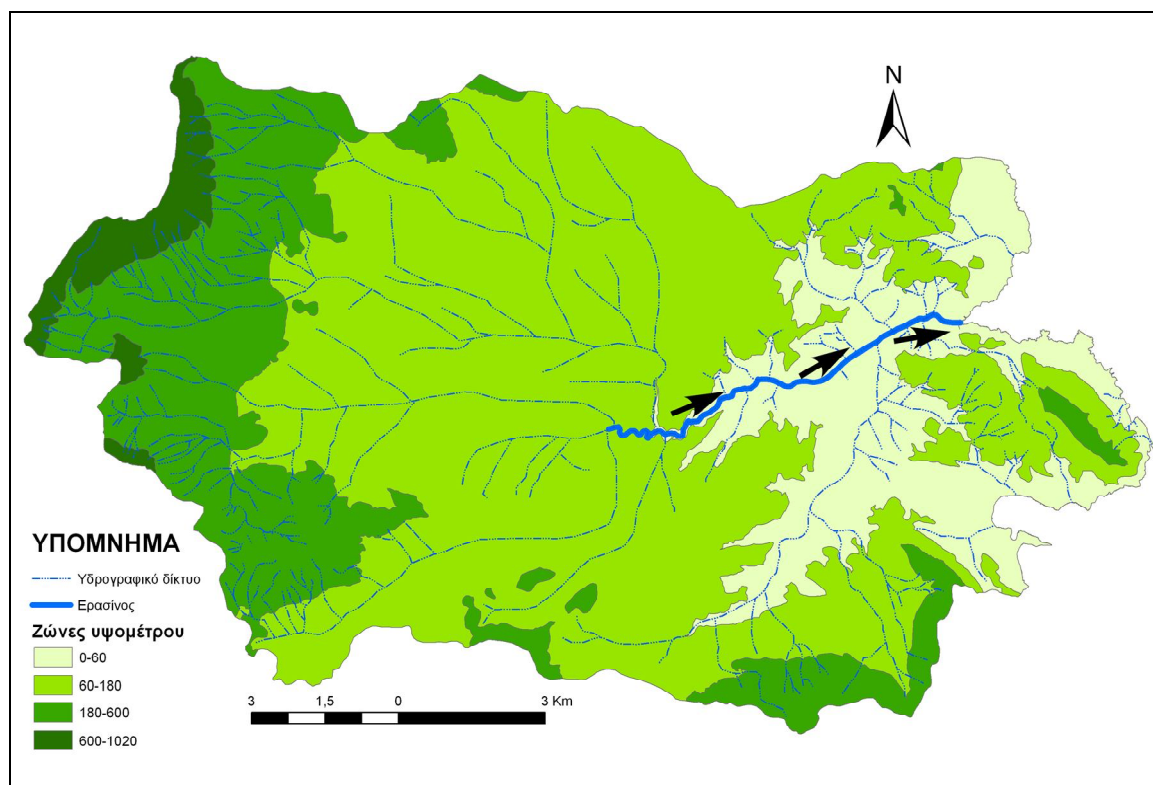 N
ΥΠΟΜΝΗΜΑ
Υδρογραφικό δίκτυο
Ερασίνος
Ζώνες υψομέτρου
0-60
60-180
180-600
600-1020
3 1,5 0 3 Km